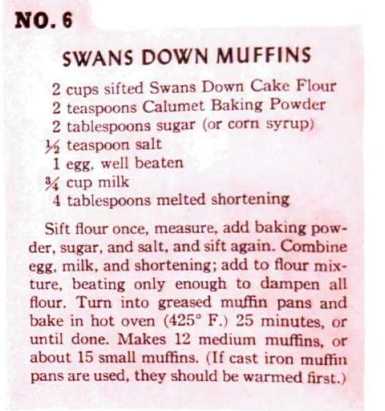 NO. 6
SWANS DOWN MUFFINS
2 cups sifted Swans Down Cake Flour
2 teaspoons Calumet Baking Powder
2 tablespoons sugar (or corn syrup)
½ teaspoon salt
1 egg, well beaten
¾ cup milk
4 tablespoons melted shortening
Sift flour once, measure, add baking pow-
der, sugar, and salt, and sift again. Combine
egg, milk, and shortening; add to flour mix-
ture, beating only enough to dampen all
flour. Turn into greased muffin pans and
bake in hot oven (425° F.) 25 minutes, or
until done. Makes 12 medium muffins, or
about 15 small muffins. (If cast iron muffin
pans are used, they should be warmed first.)